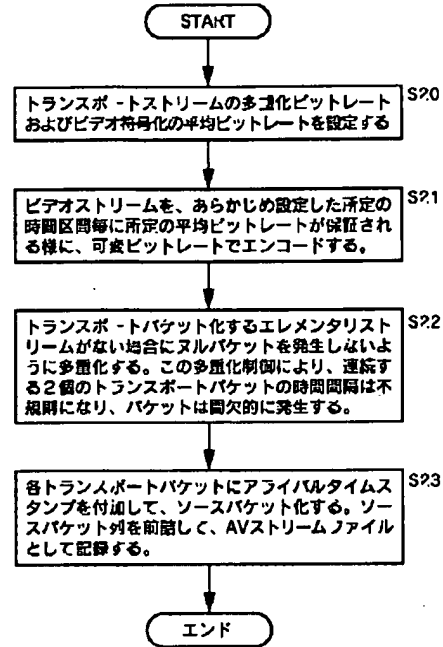 START
S20
トランスポートストリームの多重化ビットレート
およびビデオ符号化の平均ビットレートを設定する
S21
ビデオストリームを、あらかじめ設定した所定の
時間区間毎に所定の平均ビットレートが保証され
る様に、可変ビットレートでエンコードする。
S22
トランスポートパケット化するエレメンタリスト
リームがない場合にヌルパケットを発生しないよ
うに多重化する。この多重化制御により、連続す
る2個のトランスポートパケットの時間間隔は不
規則になり、パケットは間欠的に発生する。
S23
各トランスポートパケットにアライバルタイムス
タンプを付加して、ソースパケット化する。ソー
スパケット列を前詰して、AVストリームファイル
として記録する。
エンド